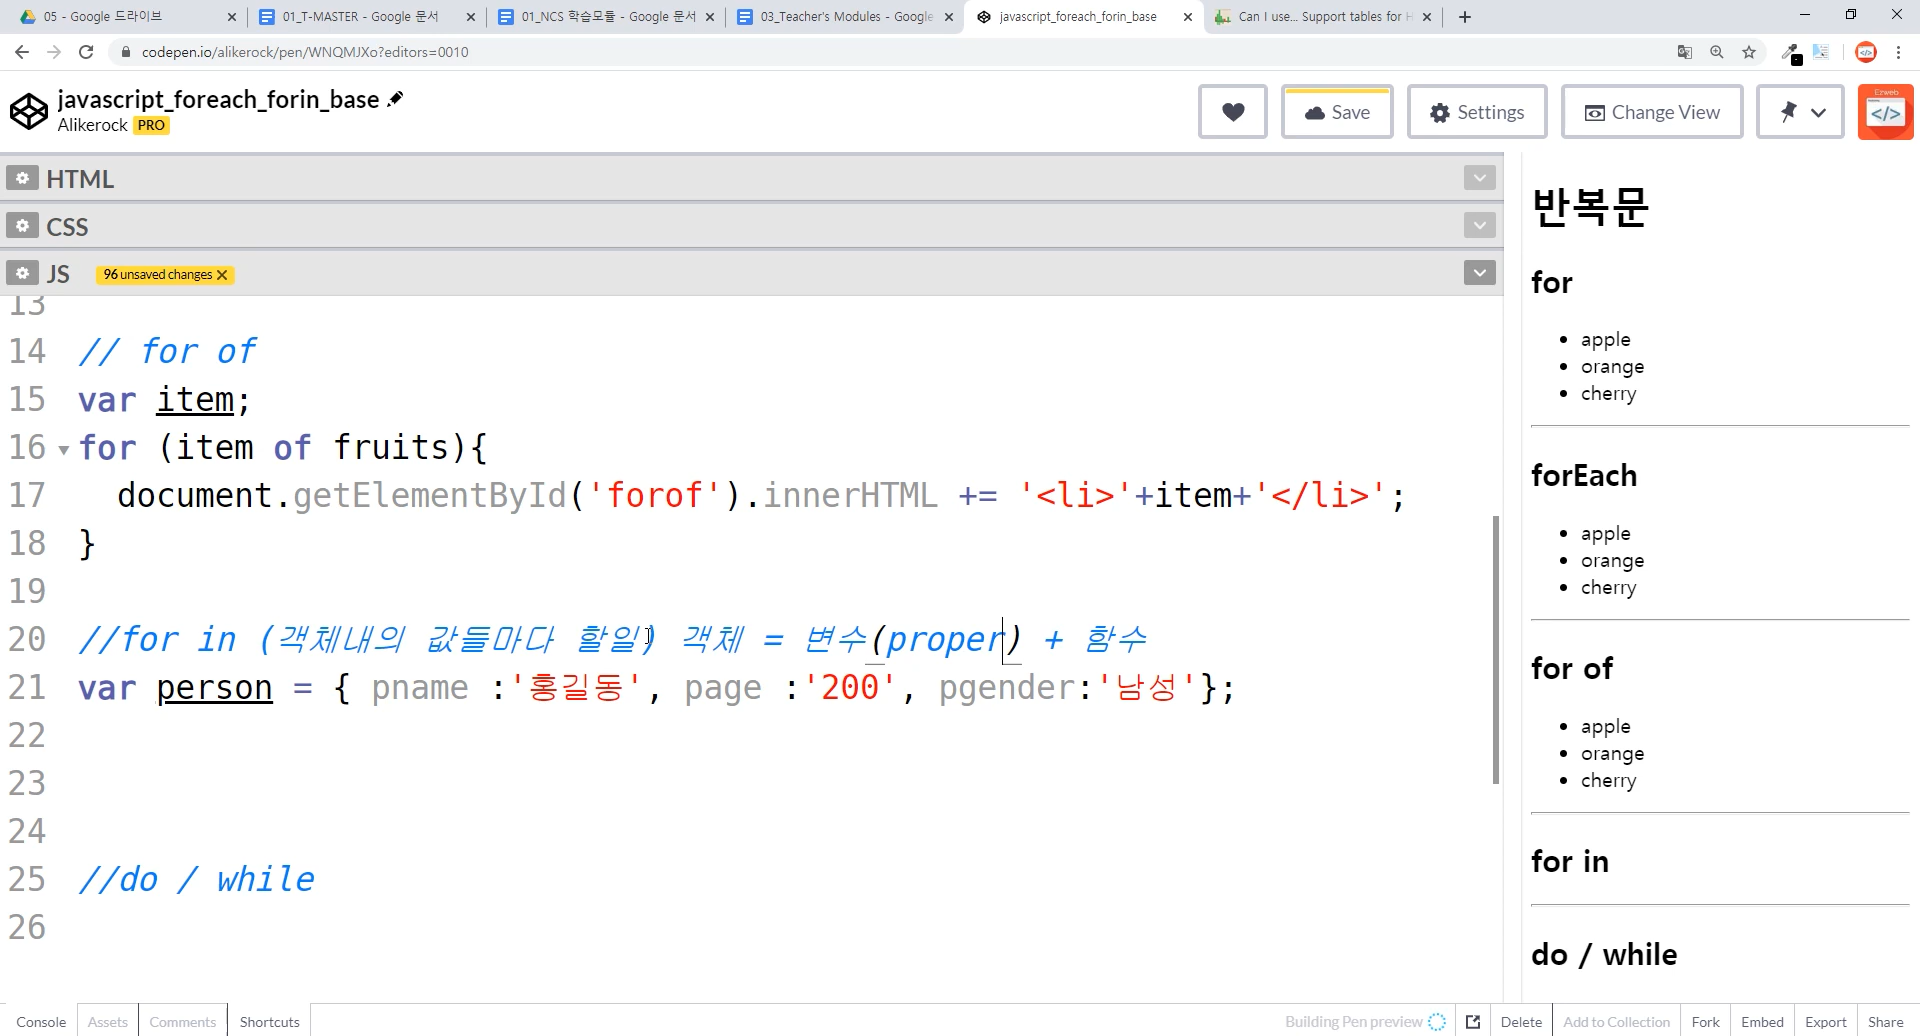 05 - Google 드라이브
01_T-MASTER - Google 문서
01_NCS 학습모듈 - Google 문서
03_Teacher's Modules - Google
javascript_foreach_forin_base
Can I use... Support tables for H
codepen.io/alikerock/pen/WNQMJXo?editors=0010
javascript_foreach_forin_base
Alikerock PRO
Save
Settings
Change View
Ezweb
HTML
CSS
JS 96 unsaved changes
13
14 // for of
15 var item;
16 for (item of fruits){
17 document.getElementById('forof').innerHTML += '<li>'+item+'</li>';
18 }
19
20 //for in (객체내의 값들마다 할일) 객체 = 변수(proper) + 함수
21 var person = { pname :'홍길동', page :'200', pgender:'남성'};
22
23
24
25 //do / while
26
반복문
for
apple
orange
cherry
forEach
apple
orange
cherry
for of
apple
orange
cherry
for in
do / while
Console
Assets
Comments
Shortcuts
Building Pen preview
Delete
Add to Collection
Fork
Embed
Export
Share